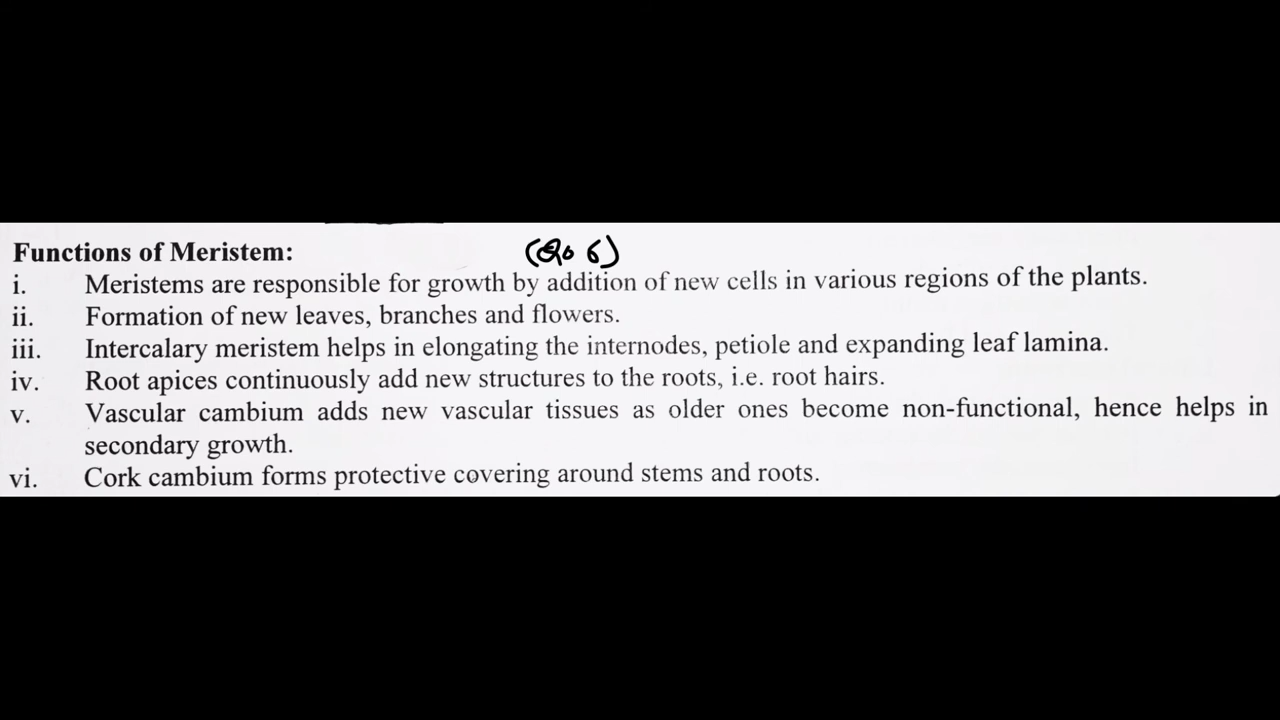 Functions of Meristem: (Qo 6)
i. Meristems are responsible for growth by addition of new cells in various regions of the plants.
ii. Formation of new leaves, branches and flowers.
iii. Intercalary meristem helps in elongating the internodes, petiole and expanding leaf lamina.
iv. Root apices continuously add new structures to the roots, i.e. root hairs.
v. Vascular cambium adds new vascular tissues as older ones become non-functional, hence helps in
secondary growth.
vi. Cork cambium forms protective covering around stems and roots.